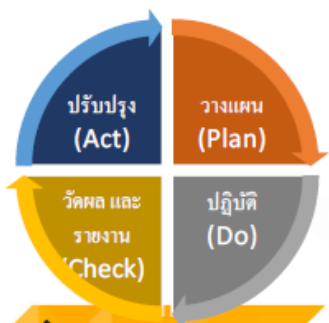 ปรับปรุง
(Act)
วางแผน
(Plan)
วัดผล และ
รายงาน
(Check)
ปฏิบัติ
(Do)